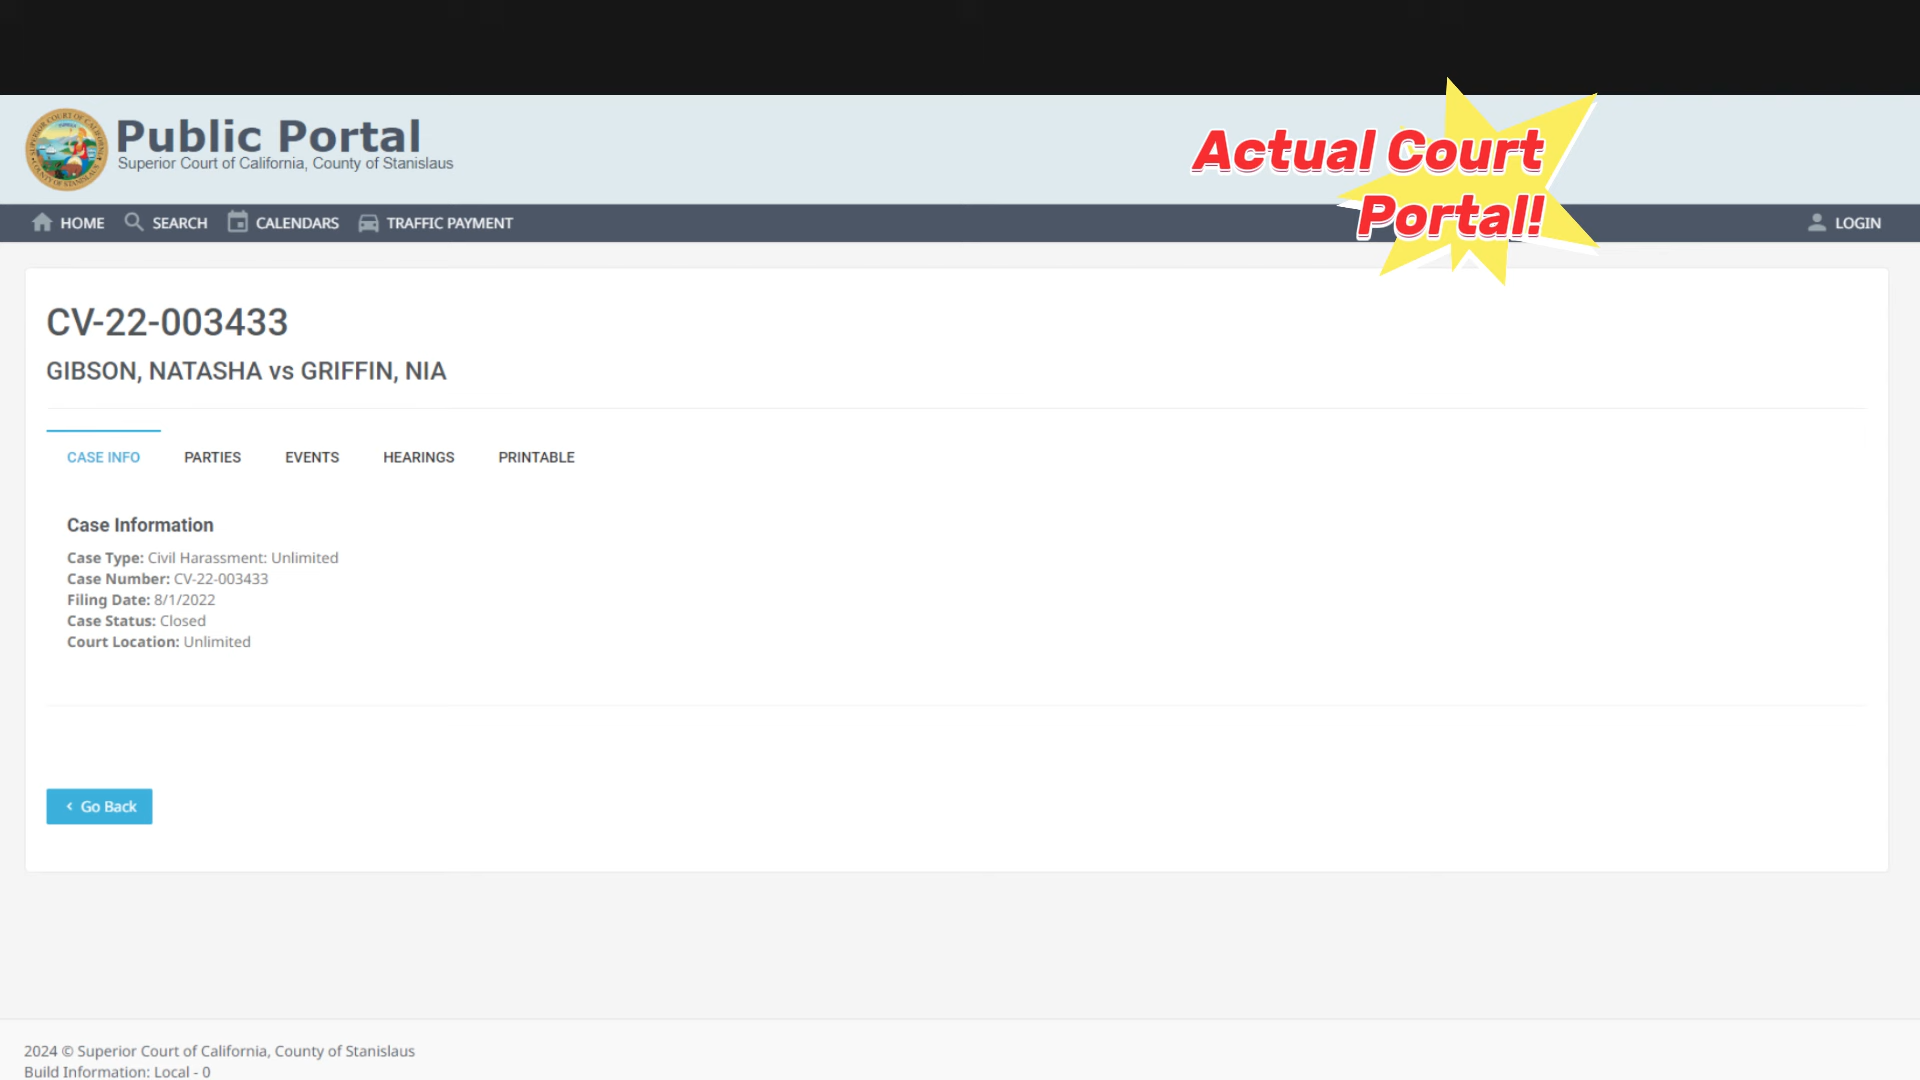 Public Portal
Superior Court of California, County of Stanislaus
Actual Court
Portal!
HOME SEARCH CALENDARS TRAFFIC PAYMENT LOGIN
CV-22-003433
GIBSON, NATASHA vs GRIFFIN, NIA
CASE INFO PARTIES EVENTS HEARINGS PRINTABLE
Case Information
Case Type: Civil Harassment: Unlimited
Case Number: CV-22-003433
Filing Date: 8/1/2022
Case Status: Closed
Court Location: Unlimited
Go Back
2024 © Superior Court of California, County of Stanislaus
Build Information: Local - 0